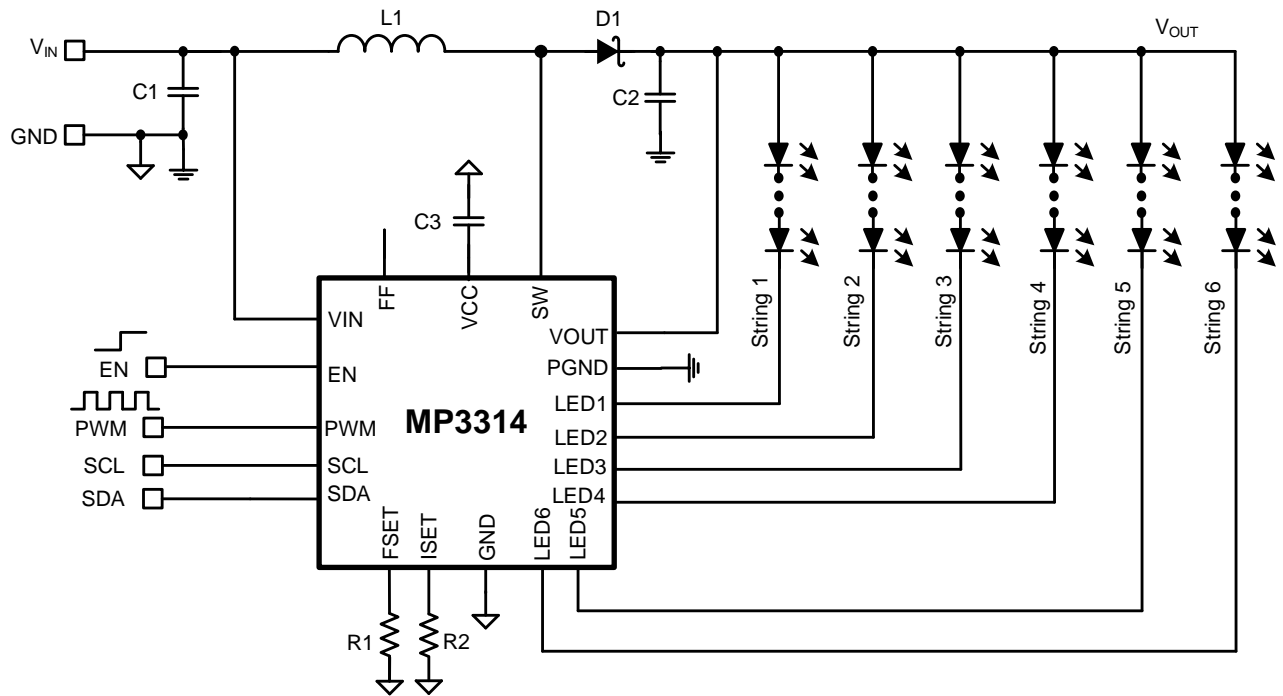 L1
D1
VIN
VOUT
C1
C2
GND
C3
FF
VCC
SW
VIN
VOUT
String 1
String 2
String 3
String 4
String 5
String 6
EN
EN
PGND
LED1
MP3314
PWM
PWM
LED2
SCL
SCL
LED3
SDA
SDA
LED4
FSET
ISET
GND
LED6
LED5
R1
R2